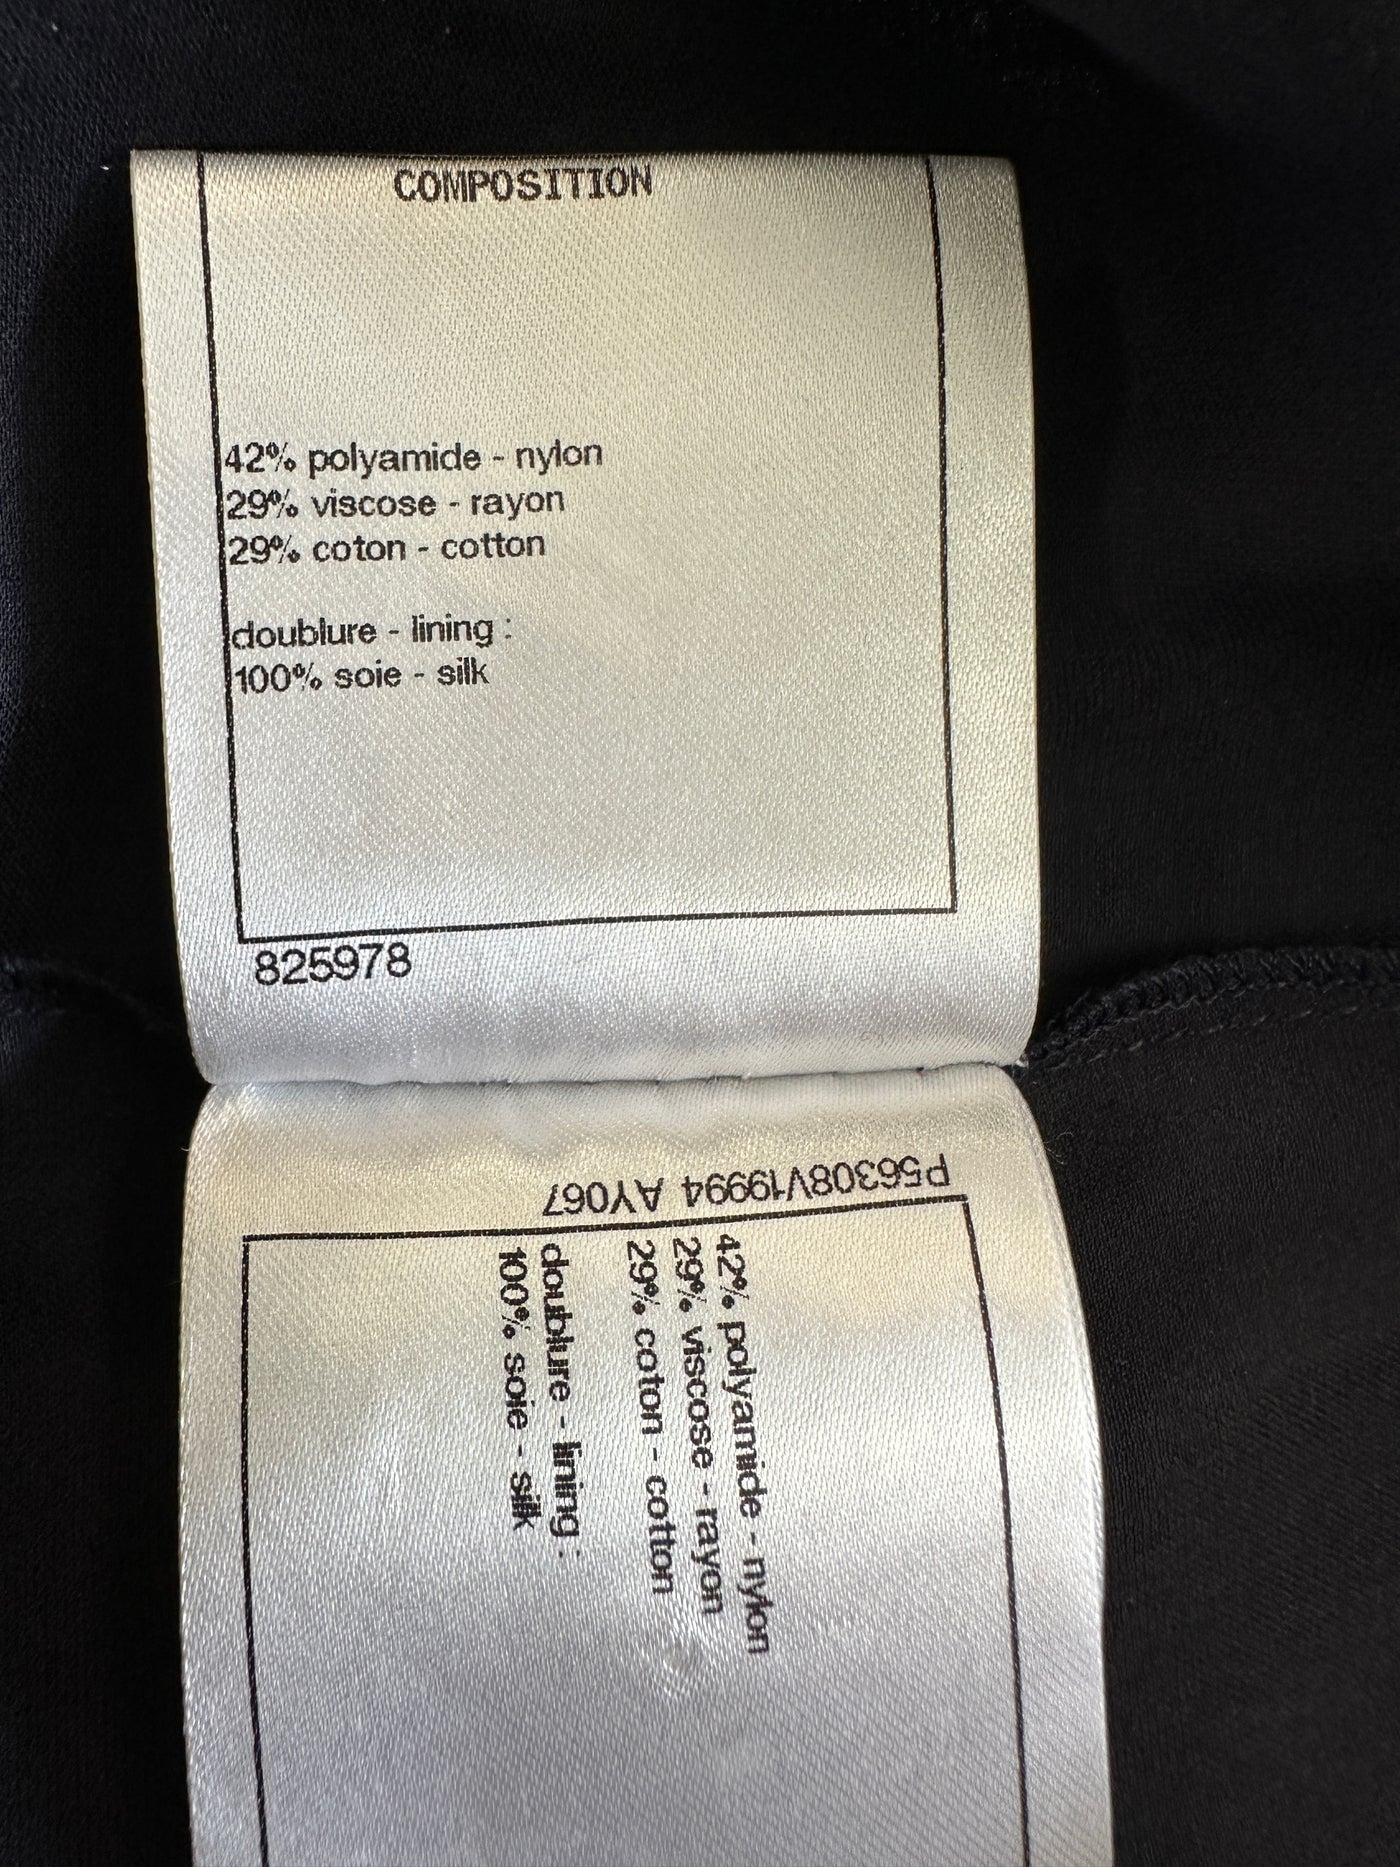 COMPOSITION
42% polyamide - nylon
29% viscose - rayon
29% coton - cotton
doublure - lining :
100% soie - silk
825978
P56308V19994 AY067
42% polyamide - nylon
29% viscose - rayon
29% coton - cotton
doublure - lining :
100% soie - silk